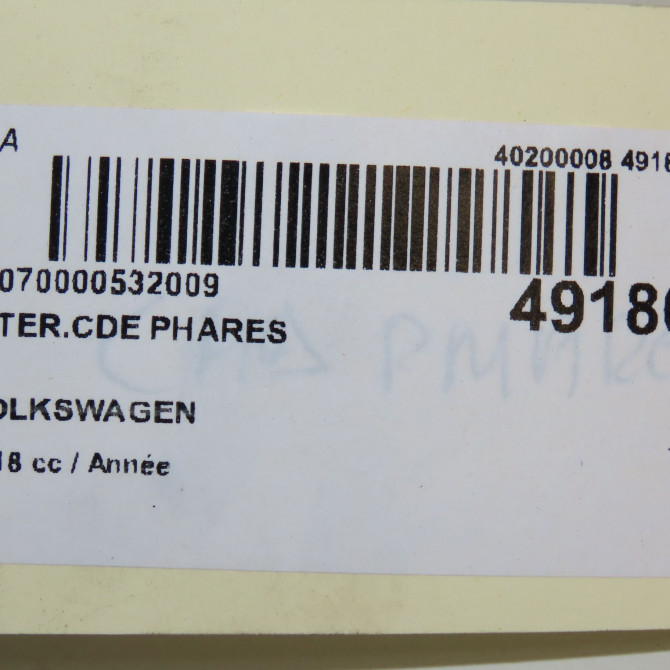 A
40200008 4918
070000532009
49180
TER.CDE PHARES
OLKSWAGEN
18 cc / Année